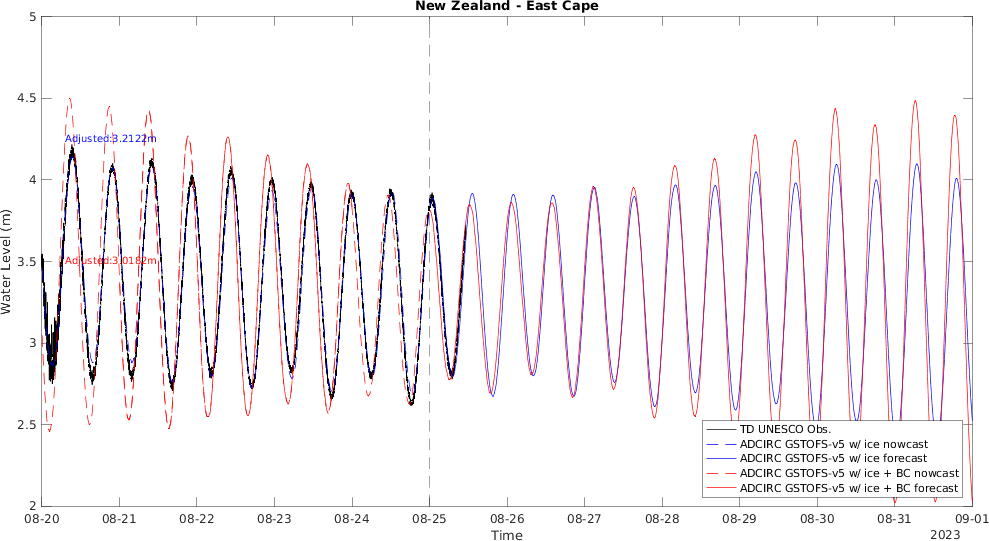 New Zealand - East Cape
Water Level (m)
5
4.5
4
3.5
3
2.5
2
Adjusted:3.2122m
Adjusted:3.0182m
TD UNESCO Obs.
ADCIRC GSTOFS-v5 w/ ice nowcast
ADCIRC GSTOFS-v5 w/ ice forecast
ADCIRC GSTOFS-v5 w/ ice + BC nowcast
ADCIRC GSTOFS-v5 w/ ice + BC forecast
08-20 08-21 08-22 08-23 08-24 08-25 08-26 08-27 08-28 08-29 08-30 08-31 09-01
Time
2023